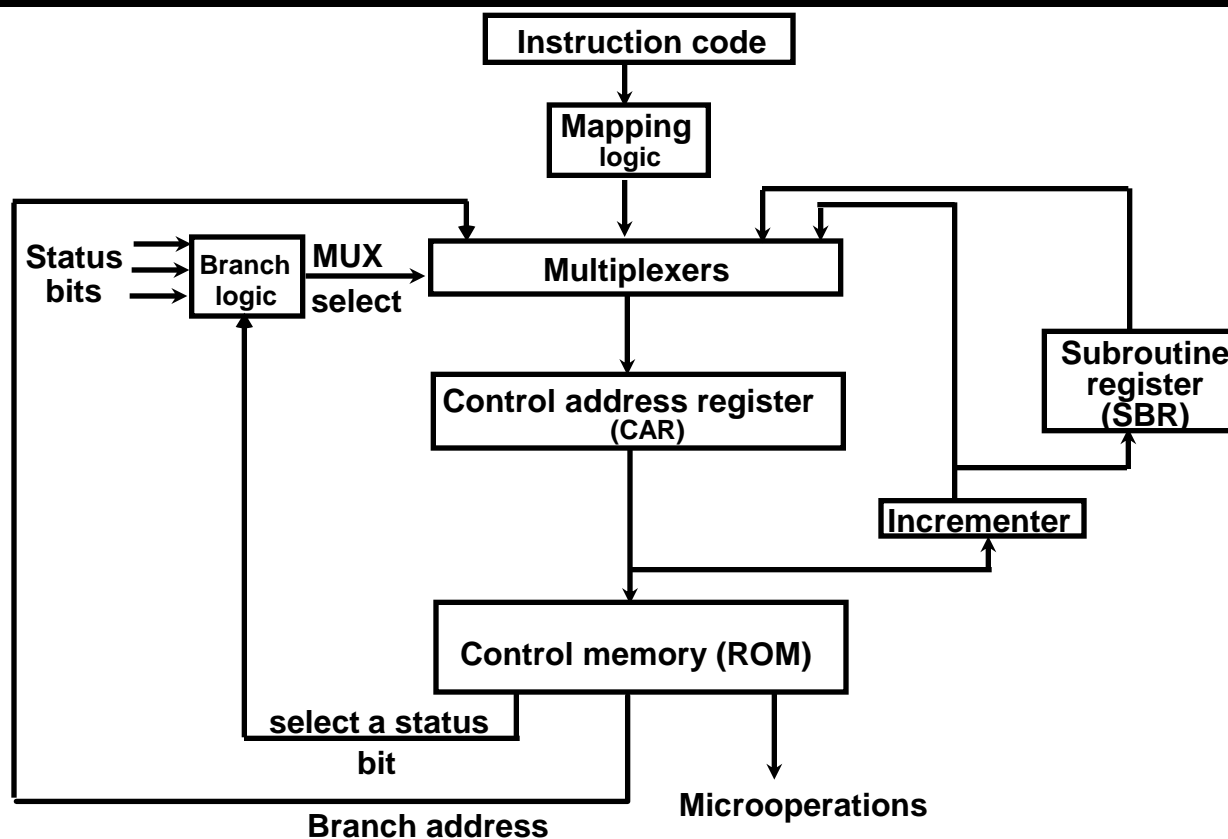 Instruction code
Mapping
logic
Status
bits
Branch
logic
MUX
select
Multiplexers
Subroutine
register
(SBR)
Control address register
(CAR)
Incrementer
Control memory (ROM)
select a status
bit
Microoperations
Branch address